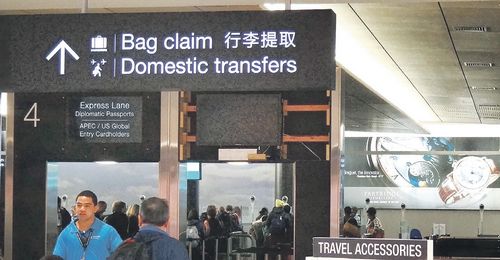 Bag claim 行李提取
Domestic transfers
4
Express Lane
Diplomatic Passports
APEC / US Global
Entry Cardholders
TRAVEL ACCESSORIES